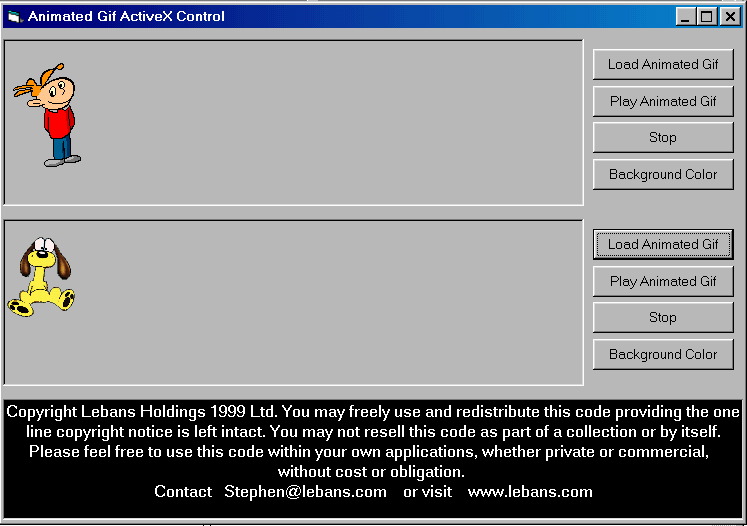 Animated Gif ActiveX Control
Load Animated Gif
Play Animated Gif
Stop
Background Color
Load Animated Gif
Play Animated Gif
Stop
Background Color
Copyright Lebans Holdings 1999 Ltd. You may freely use and redistribute this code providing the one
line copyright notice is left intact. You may not resell this code as part of a collection or by itself.
Please feel free to use this code within your own applications, whether private or commercial,
without cost or obligation.
Contact Stephen@lebans.com or visit www.lebans.com